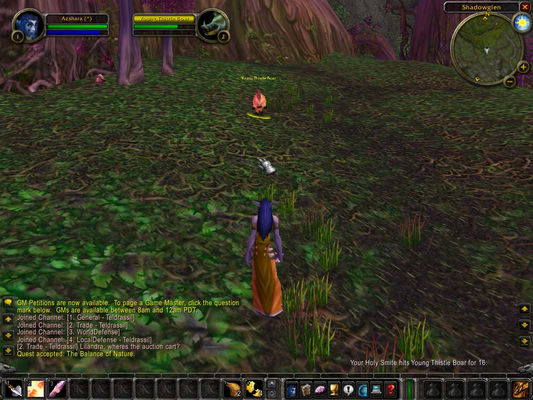 Azshara (*)
Young Thistle Boar
Shadowglen
Young Thistle Boar
GM Petitions are now available. To page a Game Master, click the question
mark below. GMs are available between 8am and 12am PDT.
Joined Channel: [1. General - Teldrassil]
Joined Channel: [2. Trade - Teldrassil]
Joined Channel: [3. WorldDefense]
Joined Channel: [4. LocalDefense - Teldrassil]
[2. Trade - Teldrassil] Lilandra: wheres the auction cart?
Quest accepted: The Balance of Nature.
Your Holy Smite hits Young Thistle Boar for 16.